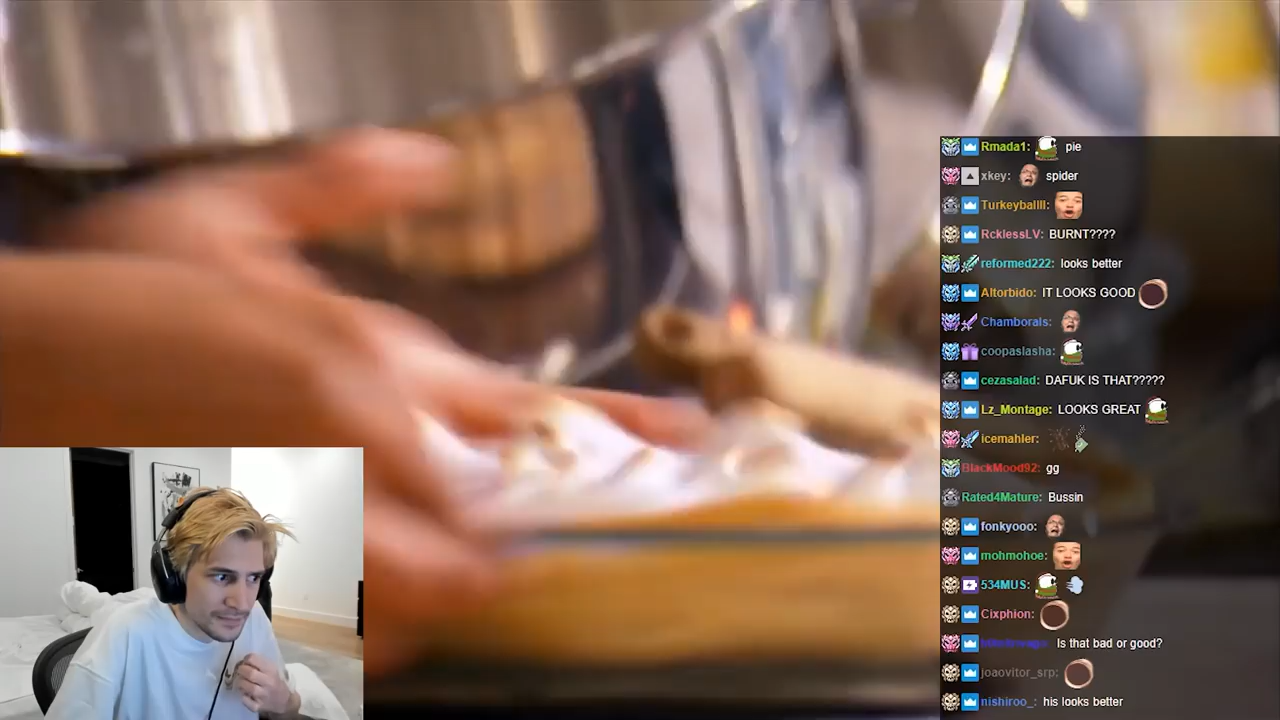 Rmada1: pie
xkey: spider
Turkeyballll:
RcklessLV: BURNT????
reformed222: looks better
Altorbido: IT LOOKS GOOD
Chamborais:
coopaslasha:
cezasalad: DAFUK IS THAT?????
Lz_Montage: LOOKS GREAT
icemahler:
BlackMood92: gg
Rated4Mature: Bussin
fonkyooo:
mohmohoe:
534MUS:
Cixphion:
Is that bad or good?
joaovitor_srp:
nishiroo_: his looks better